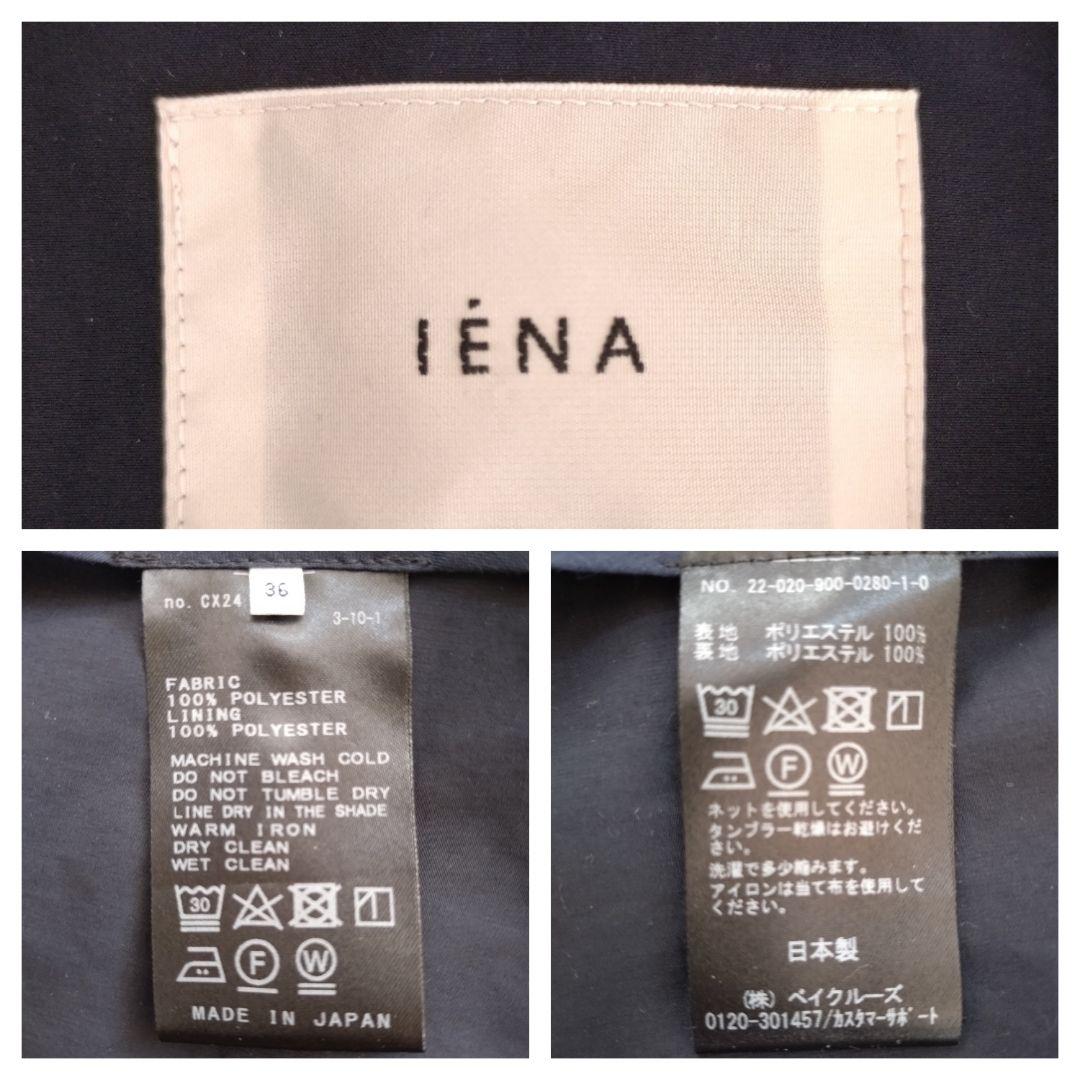 IÉNA
no. CX24
36
3-10-1
FABRIC
100% POLYESTER
LINING
100% POLYESTER
MACHINE WASH COLD
DO NOT BLEACH
DO NOT TUMBLE DRY
LINE DRY IN THE SHADE
WARM IRON
DRY CLEAN
WET CLEAN
30
F W
MADE IN JAPAN
NO. 22-020-900-0280-1-0
表地 ポリエステル 100%
裏地 ポリエステル 100%
30
F W
ネットを使用してください。
タンブラー乾燥はお避けくだ
さい。
洗濯で多少縮みます。
アイロンは当て布を使用して
ください。
日本製
(株) ベイクルーズ
0120-301457/カスタマーサポート